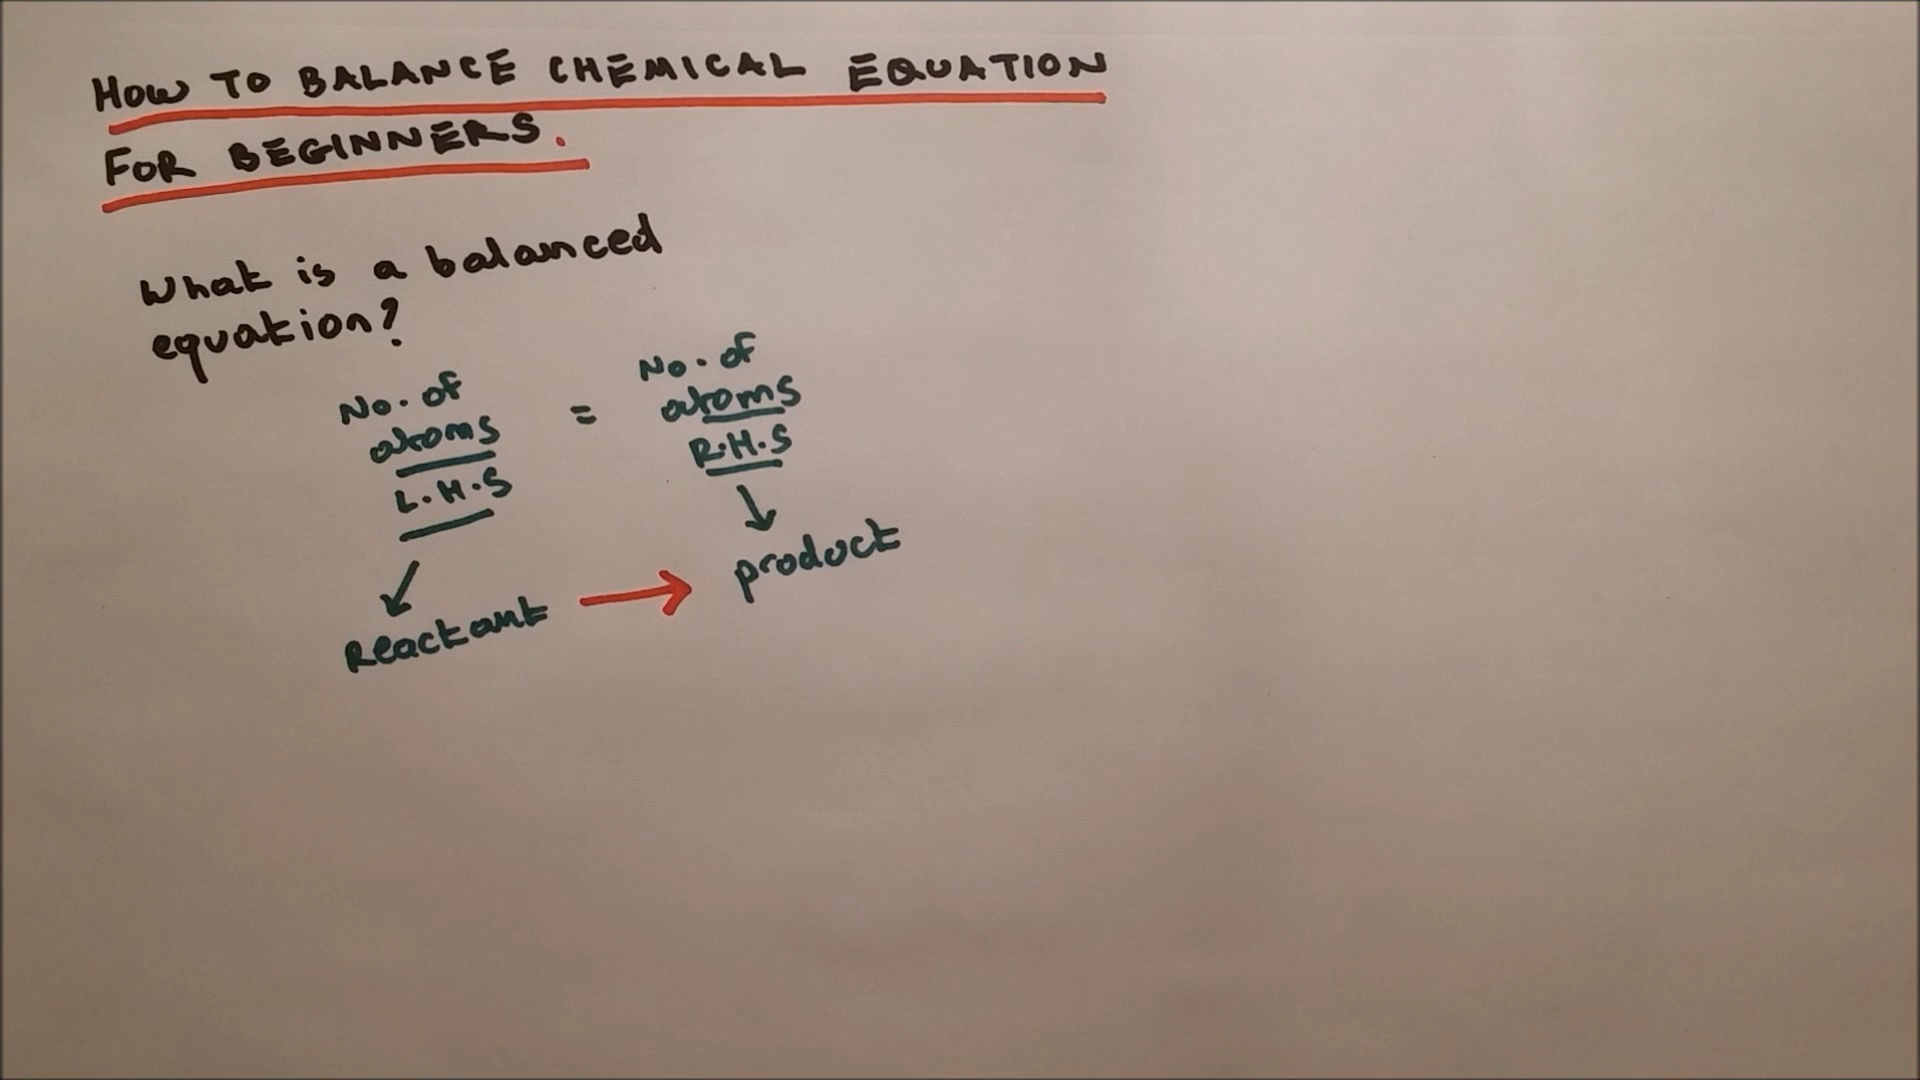 HOW TO BALANCE CHEMICAL EQUATION
FOR BEGINNERS.
What is a balanced
equation?
No. of
atoms
L.H.S
=
No. of
atoms
R.H.S
Reactant → product